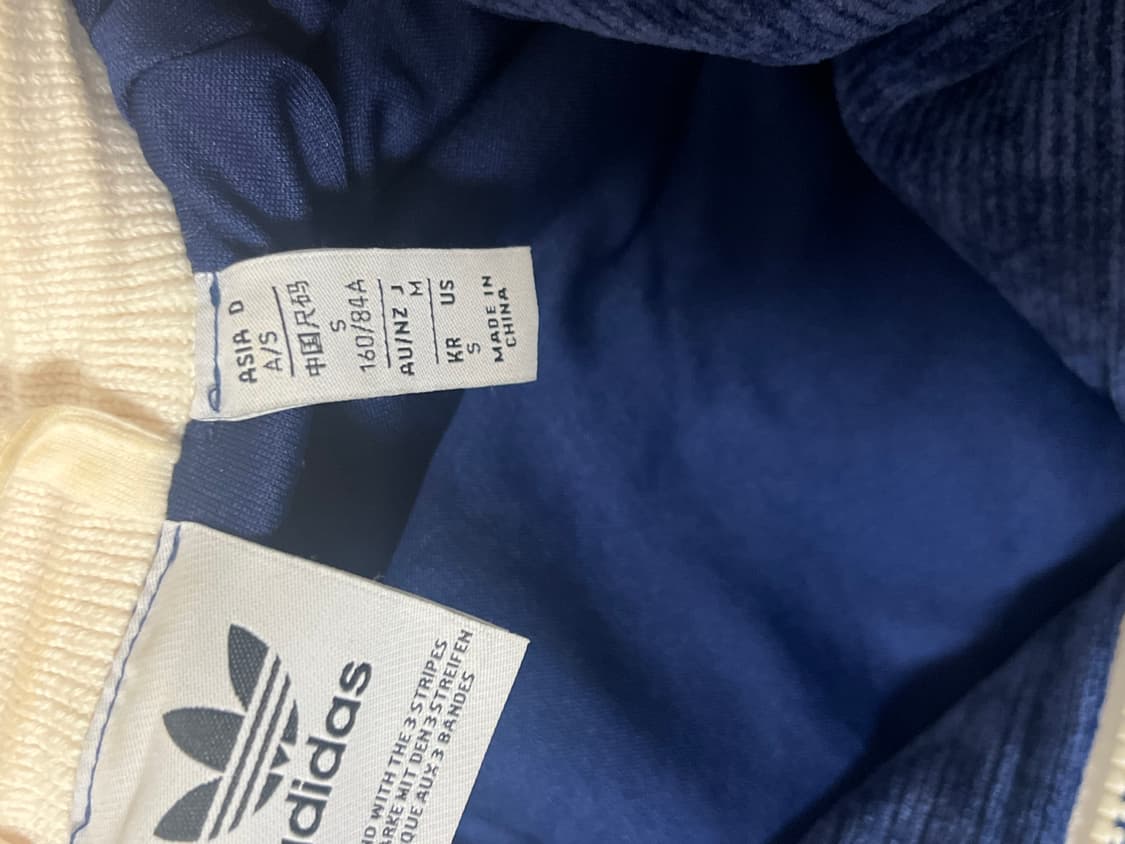 ASIA D
A/S
中国尺码
S
160/84A
AU/NZ J
M
KR US
S
MADE IN
CHINA
adidas
WITH THE 3 STRIPES
MIT DEN 3 STREIFEN
AUX 3 BANDES